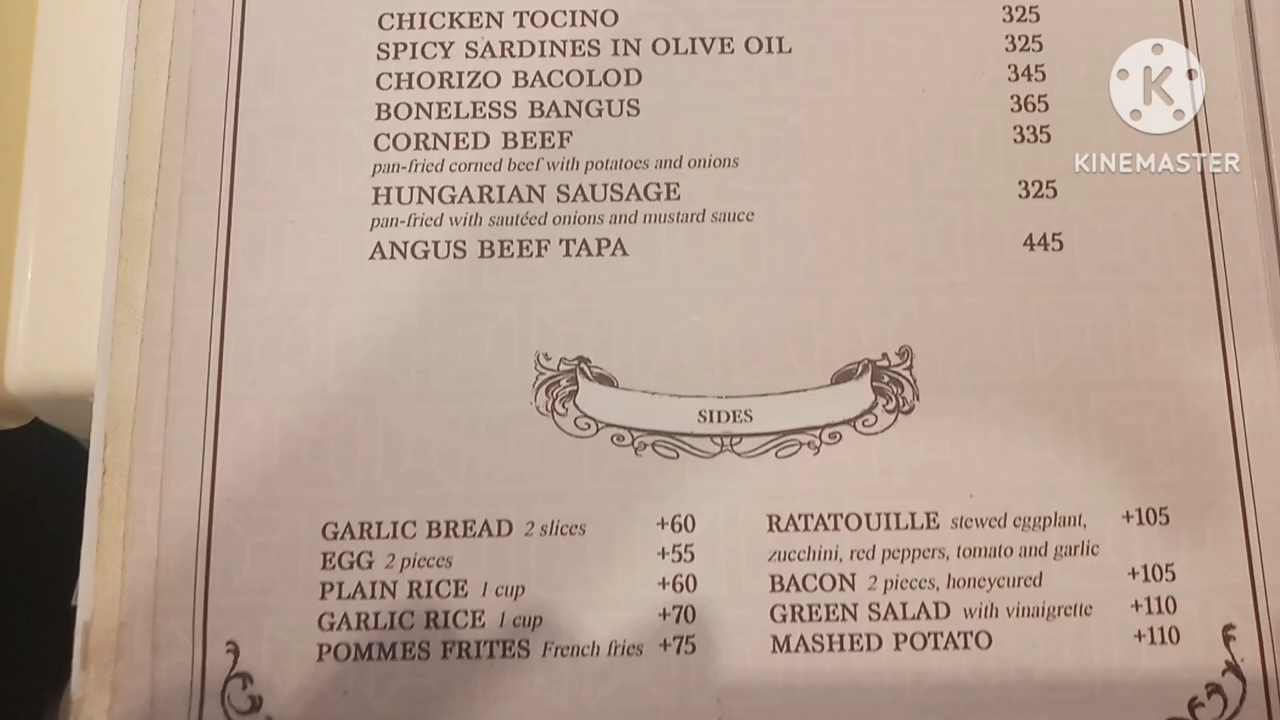 CHICKEN TOCINO 325
SPICY SARDINES IN OLIVE OIL 325
CHORIZO BACOLOD 345
BONELESS BANGUS 365
CORNED BEEF 335
pan-fried corned beef with potatoes and onions
HUNGARIAN SAUSAGE 325
pan-fried with sautéed onions and mustard sauce
ANGUS BEEF TAPA 445
K
KINEMASTER
SIDES
GARLIC BREAD 2 slices +60
EGG 2 pieces +55
PLAIN RICE 1 cup +60
GARLIC RICE 1 cup +70
POMMES FRITES French fries +75
RATATOUILLE stewed eggplant, +105
zucchini, red peppers, tomato and garlic
BACON 2 pieces, honeycured +105
GREEN SALAD with vinaigrette +110
MASHED POTATO +110